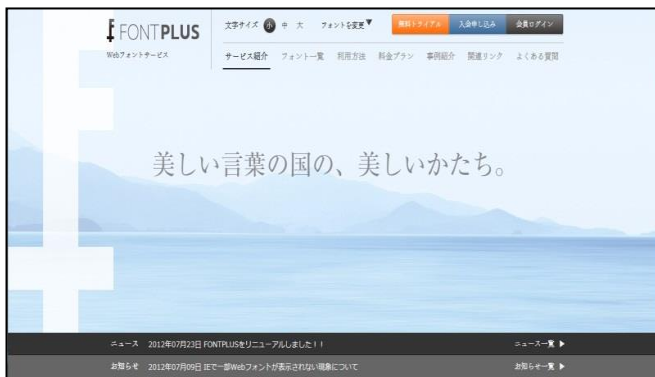 FONTPLUS
Webフォントサービス
文字サイズ 小 中 大 フォントを変更▼ 無料トライアル 入会申し込み 会員ログイン
サービス紹介 フォント一覧 利用方法 料金プラン 事例紹介 関連リンク よくある質問
美しい言葉の国の、美しいかたち。
ニュース 2012年07月23日 FONTPLUSをリニューアルしました！！ ニュース一覧 ▶
お知らせ 2012年07月09日 IEで一部Webフォントが表示されない現象について お知らせ一覧 ▶